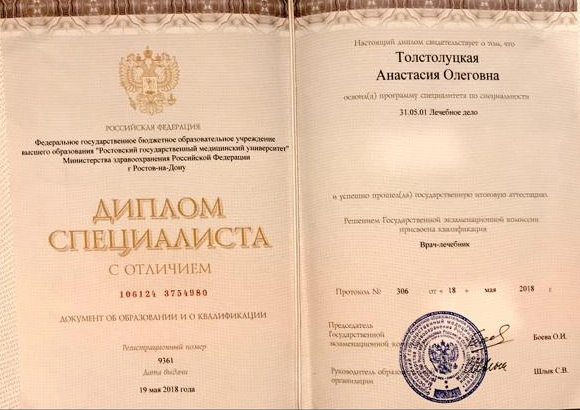 РОССИЙСКАЯ ФЕДЕРАЦИЯ
Федеральное государственное бюджетное образовательное учреждение
высшего образования "Ростовский государственный медицинский университет"
Министерства здравоохранения Российской Федерации
г Ростов-на-Дону
ДИПЛОМ
СПЕЦИАЛИСТА
С ОТЛИЧИЕМ
106124 3754980
ДОКУМЕНТ ОБ ОБРАЗОВАНИИ И О КВАЛИФИКАЦИИ
Регистрационный номер
9361
Дата выдачи
19 мая 2018 года
Настоящий диплом свидетельствует о том, что
Толстолуцкая
Анастасия Олеговна
освоил(а) программу специалитета по специальности
31.05.01 Лечебное дело
и успешно прошел(ла) государственную итоговую аттестацию.
Решением Государственной экзаменационной комиссии
присвоена квалификация
Врач-лечебник
Протокол № 306 от « 18 » мая 2018 г.
Председатель
Государственной
экзаменационной
Боева О.И.
Руководитель
организации
Шлык С.В.